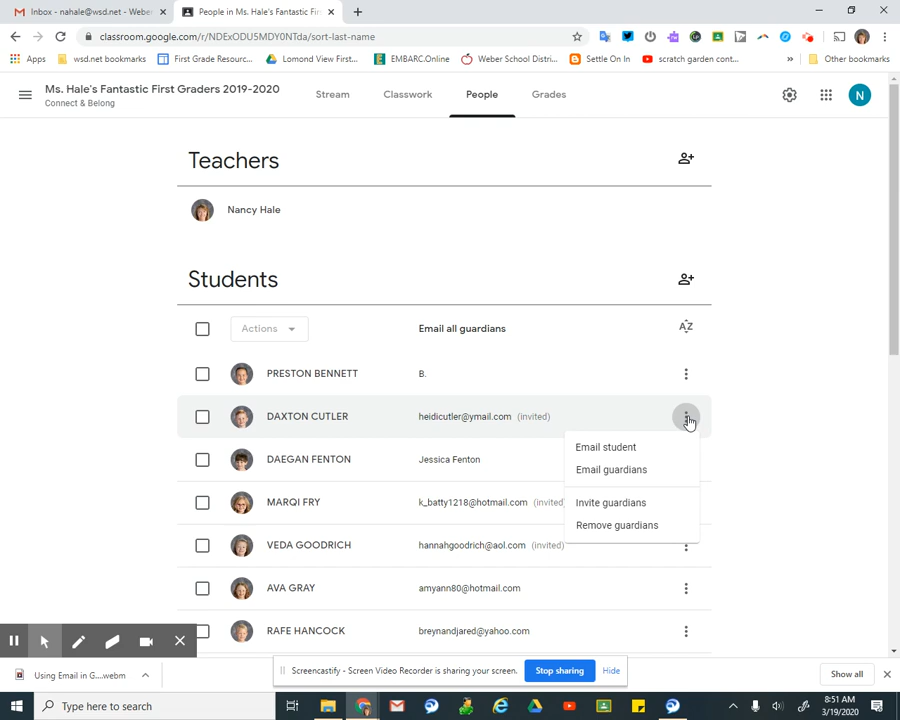 Inbox - nahale@wsd.net - Weber
People in Ms. Hale's Fantastic Firs
classroom.google.com/r/NDExODU5MDY0NTda/sort-last-name
Apps
wsd.net bookmarks
First Grade Resourc...
Lomond View First...
EMBARC.Online
Weber School Distri...
Settle On In
scratch garden cont...
»
Other bookmarks
Ms. Hale's Fantastic First Graders 2019-2020
Connect & Belong
Stream
Classwork
People
Grades
N
Teachers
Nancy Hale
Students
Actions
Email all guardians
AZ
PRESTON BENNETT
B.
DAXTON CUTLER
heidicutler@ymail.com (invited)
Email student
DAEGAN FENTON
Jessica Fenton
Email guardians
MARQI FRY
k_batty1218@hotmail.com (invited)
Invite guardians
Remove guardians
VEDA GOODRICH
hannahgoodrich@aol.com (invited)
AVA GRAY
amyann80@hotmail.com
RAFE HANCOCK
breynandjared@yahoo.com
Using Email in G....webm
Screencastify - Screen Video Recorder is sharing your screen.
Stop sharing
Hide
Show all
Type here to search
8:51 AM
3/19/2020